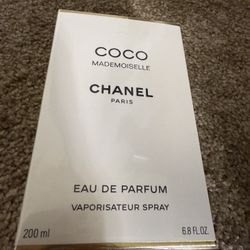 COCO
MADEMOISELLE
CHANEL
PARIS
EAU DE PARFUM
VAPORISATEUR SPRAY
200 ml 6.8 FL.OZ.